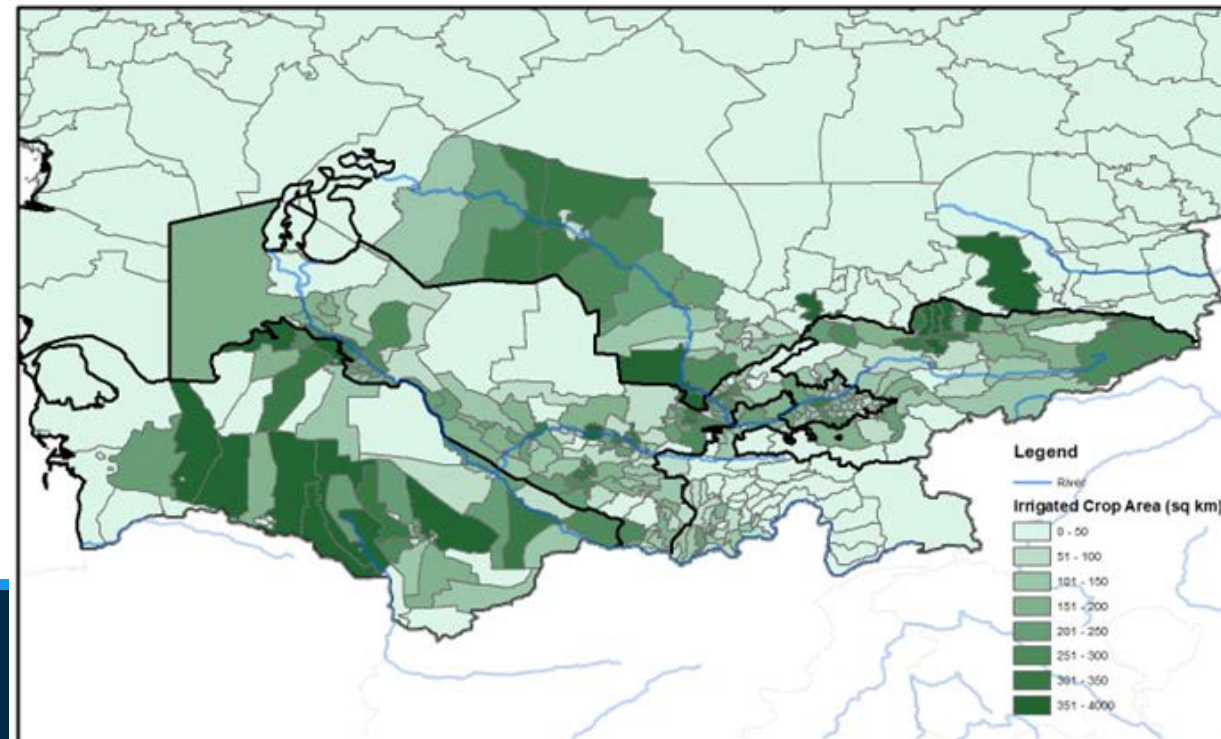 Legend
River
Irrigated Crop Area (sq km)
0 - 50
51 - 100
101 - 150
151 - 200
201 - 250
251 - 300
301 - 350
351 - 4000